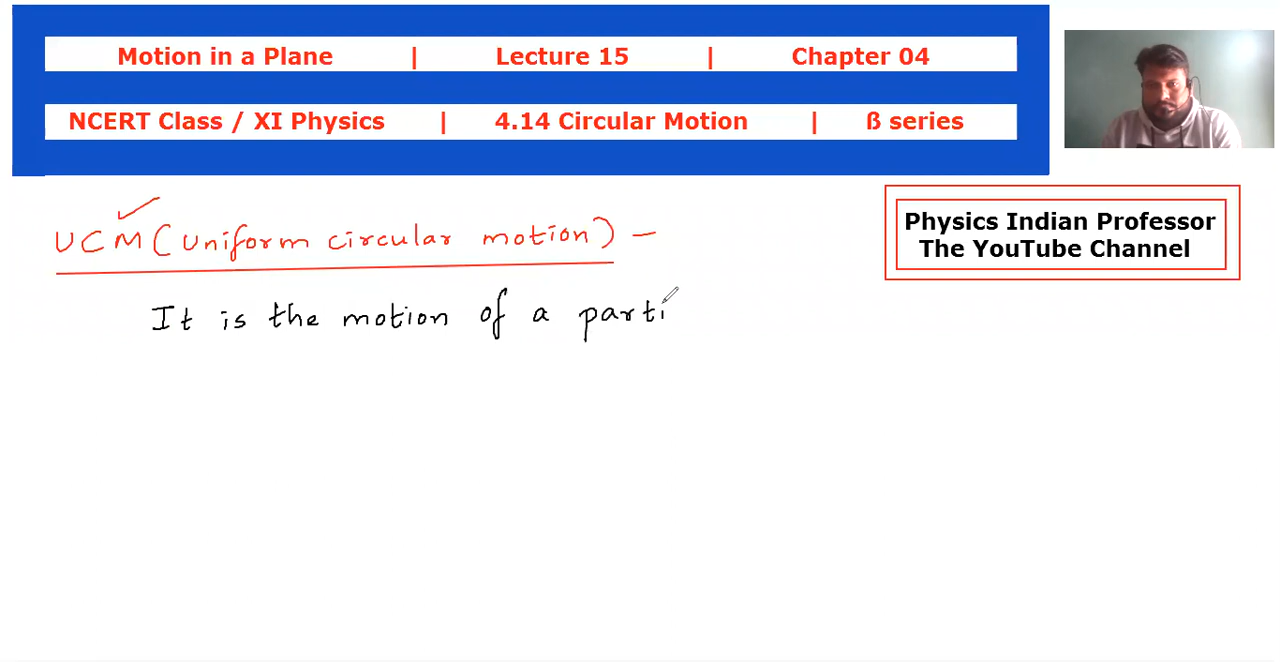 Motion in a Plane | Lecture 15 | Chapter 04
NCERT Class / XI Physics | 4.14 Circular Motion | ß series
Physics Indian Professor
The YouTube Channel
UCM (Uniform circular motion) –
It is the motion of a parti